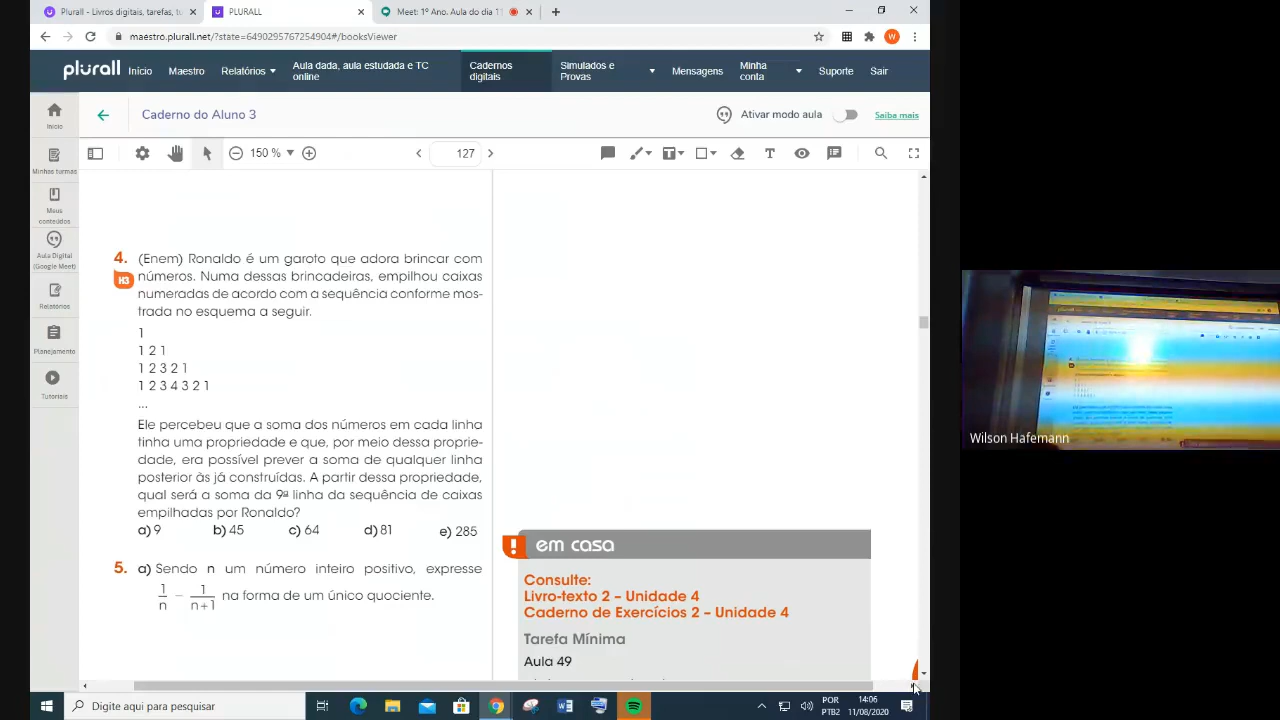 Plurall - Livros digitais, tarefas, tu
PLURALL
Meet: 1º Ano. Aula do dia 1
maestro.plurall.net/?state=6490295767254904#/booksViewer
W
plurall
Início
Maestro
Relatórios
Aula dada, aula estudada e TC
online
Cadernos
digitais
Simulados e
Provas
Mensagens
Minha
conta
Suporte
Sair
Início
Minhas turmas
Meus
conteúdos
Aula Digital
(Google Meet)
Relatórios
Planejamento
Tutoriais
Caderno do Aluno 3
Ativar modo aula
Saiba mais
150 %
127
4. (Enem) Ronaldo é um garoto que adora brincar com
H3 números. Numa dessas brincadeiras, empilhou caixas
numeradas de acordo com a sequência conforme mos-
trada no esquema a seguir.
1
1 2 1
1 2 3 2 1
1 2 3 4 3 2 1
...
Ele percebeu que a soma dos números em cada linha
tinha uma propriedade e que, por meio dessa proprie-
dade, era possível prever a soma de qualquer linha
posterior às já construídas. A partir dessa propriedade,
qual será a soma da 9ª linha da sequência de caixas
empilhadas por Ronaldo?
a) 9 b) 45 c) 64 d) 81 e) 285
5. a) Sendo n um número inteiro positivo, expresse
1/n − 1/(n+1) na forma de um único quociente.
! em casa
Consulte:
Livro-texto 2 – Unidade 4
Caderno de Exercícios 2 – Unidade 4
Tarefa Mínima
Aula 49
Wilson Hafemann
Digite aqui para pesquisar
POR
PTB2
14:06
11/08/2020